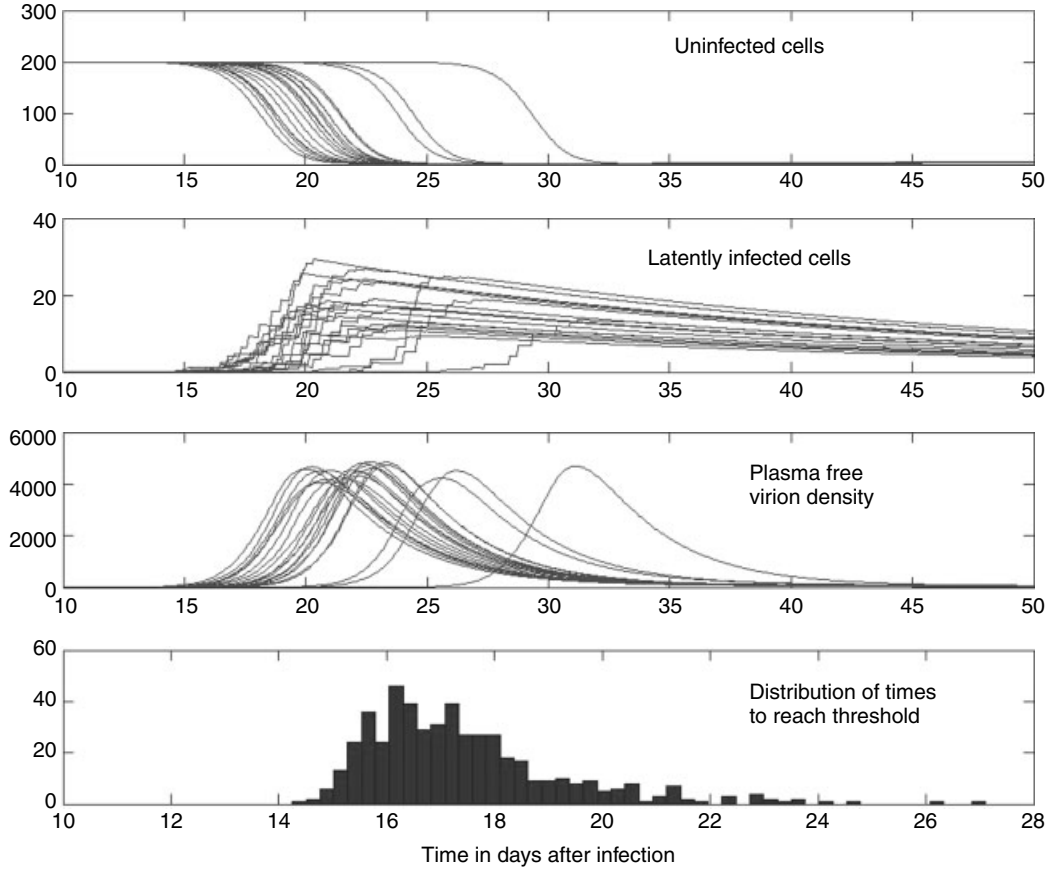 300
200
100
0
Uninfected cells
10 15 20 25 30 35 40 45 50
40
20
0
Latently infected cells
10 15 20 25 30 35 40 45 50
6000
4000
2000
0
Plasma free
virion density
10 15 20 25 30 35 40 45 50
60
40
20
0
Distribution of times
to reach threshold
10 12 14 16 18 20 22 24 26 28
Time in days after infection